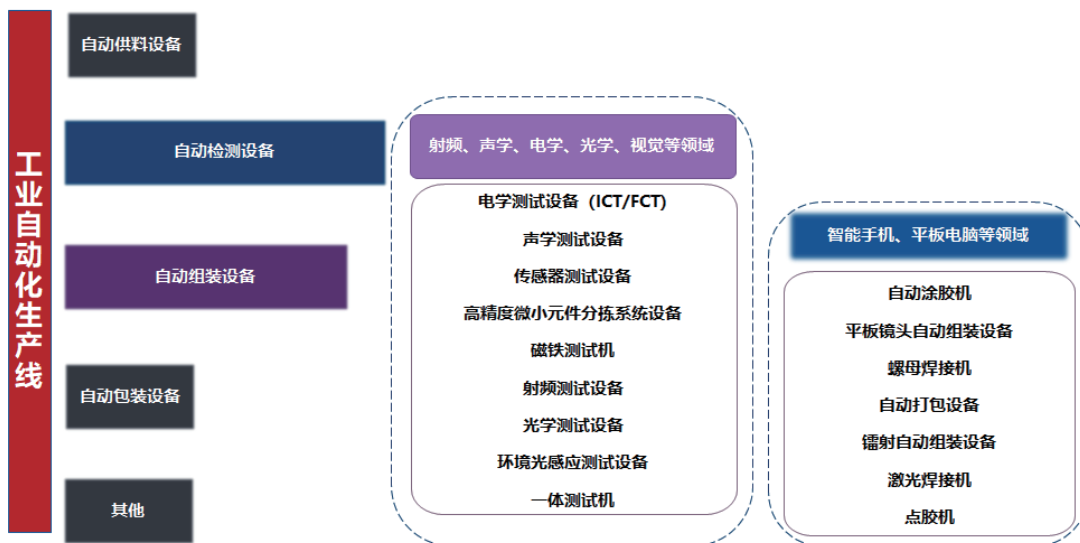 工业自动化生产线
自动供料设备
自动检测设备
自动组装设备
自动包装设备
其他
射频、声学、电学、光学、视觉等领域
电学测试设备（ICT/FCT）
声学测试设备
传感器测试设备
高精度微小元件分拣系统设备
磁铁测试机
射频测试设备
光学测试设备
环境光感应测试设备
一体测试机
智能手机、平板电脑等领域
自动涂胶机
平板镜头自动组装设备
螺母焊接机
自动打包设备
镭射自动组装设备
激光焊接机
点胶机